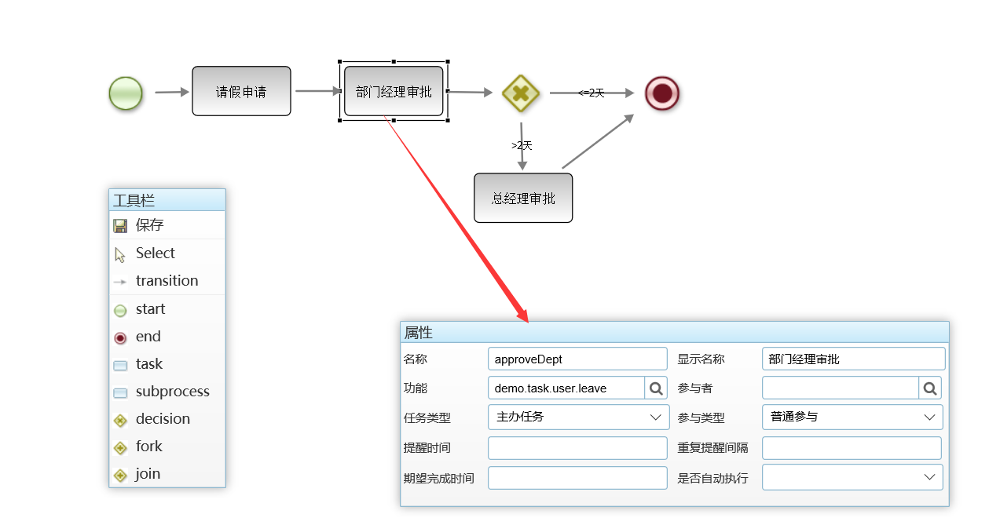 请假申请
部门经理审批
<=2天
>2天
总经理审批
工具栏
保存
Select
transition
start
end
task
subprocess
decision
fork
join
属性
名称 approveDept 显示名称 部门经理审批
功能 demo.task.user.leave 参与者
任务类型 主办任务 参与类型 普通参与
提醒时间 重复提醒间隔
期望完成时间 是否自动执行